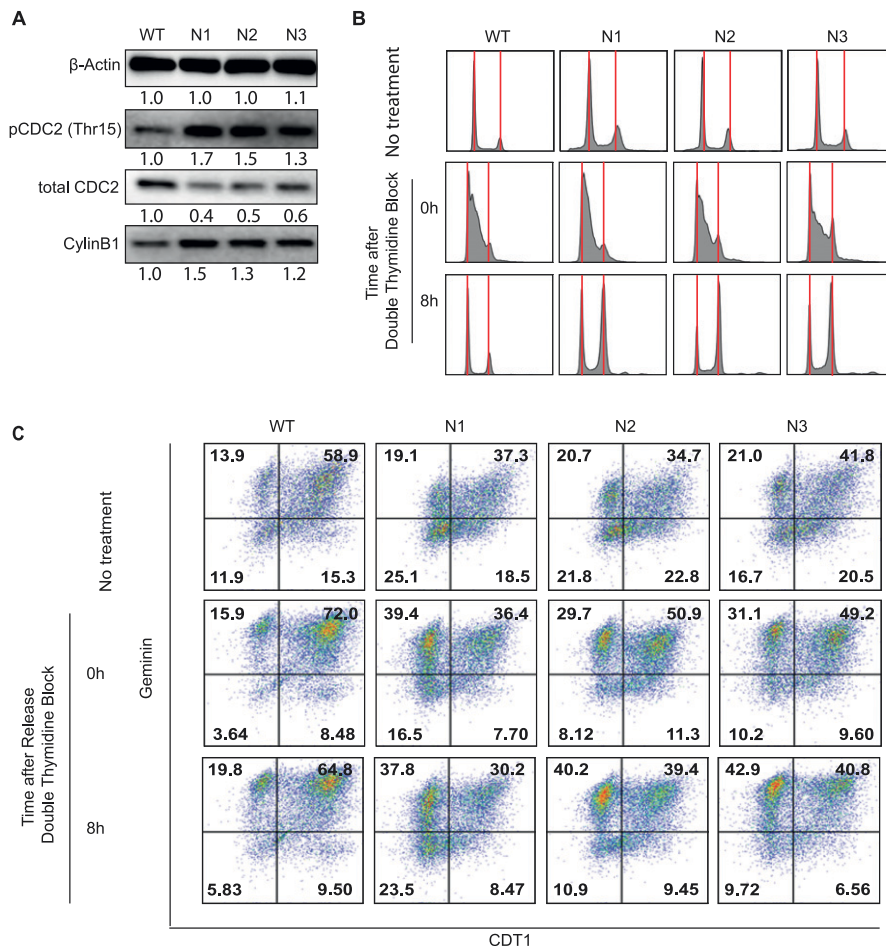 A
WT N1 N2 N3
β-Actin
1.0 1.0 1.0 1.1
pCDC2 (Thr15)
1.0 1.7 1.5 1.3
total CDC2
1.0 0.4 0.5 0.6
CylinB1
1.0 1.5 1.3 1.2
B
WT N1 N2 N3
No treatment
Time after
Double Thymidine Block
0h
8h
C
WT N1 N2 N3
No treatment
13.9 58.9 19.1 37.3 20.7 34.7 21.0 41.8
11.9 15.3 25.1 18.5 21.8 22.8 16.7 20.5
Time after Release
Double Thymidine Block
Geminin
0h
15.9 72.0 39.4 36.4 29.7 50.9 31.1 49.2
3.64 8.48 16.5 7.70 8.12 11.3 10.2 9.60
8h
19.8 64.8 37.8 30.2 40.2 39.4 42.9 40.8
5.83 9.50 23.5 8.47 10.9 9.45 9.72 6.56
CDT1